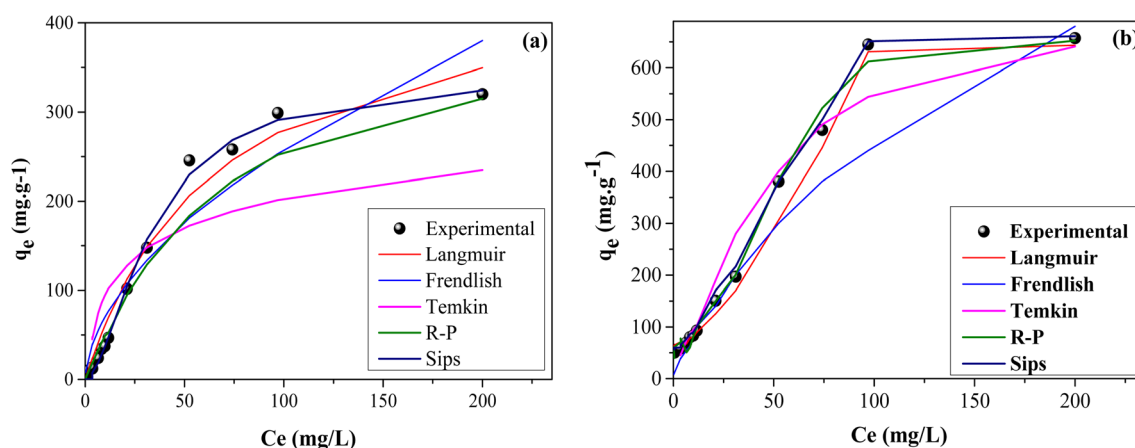 (a)
400
300
200
100
0
qe (mg.g-1)
Experimental
Langmuir
Frendlish
Temkin
R-P
Sips
0 50 100 150 200
Ce (mg/L)
(b)
600
500
400
300
200
100
0
qe (mg.g-1)
Experimental
Langmuir
Frendlish
Temkin
R-P
Sips
0 50 100 150 200
Ce (mg/L)